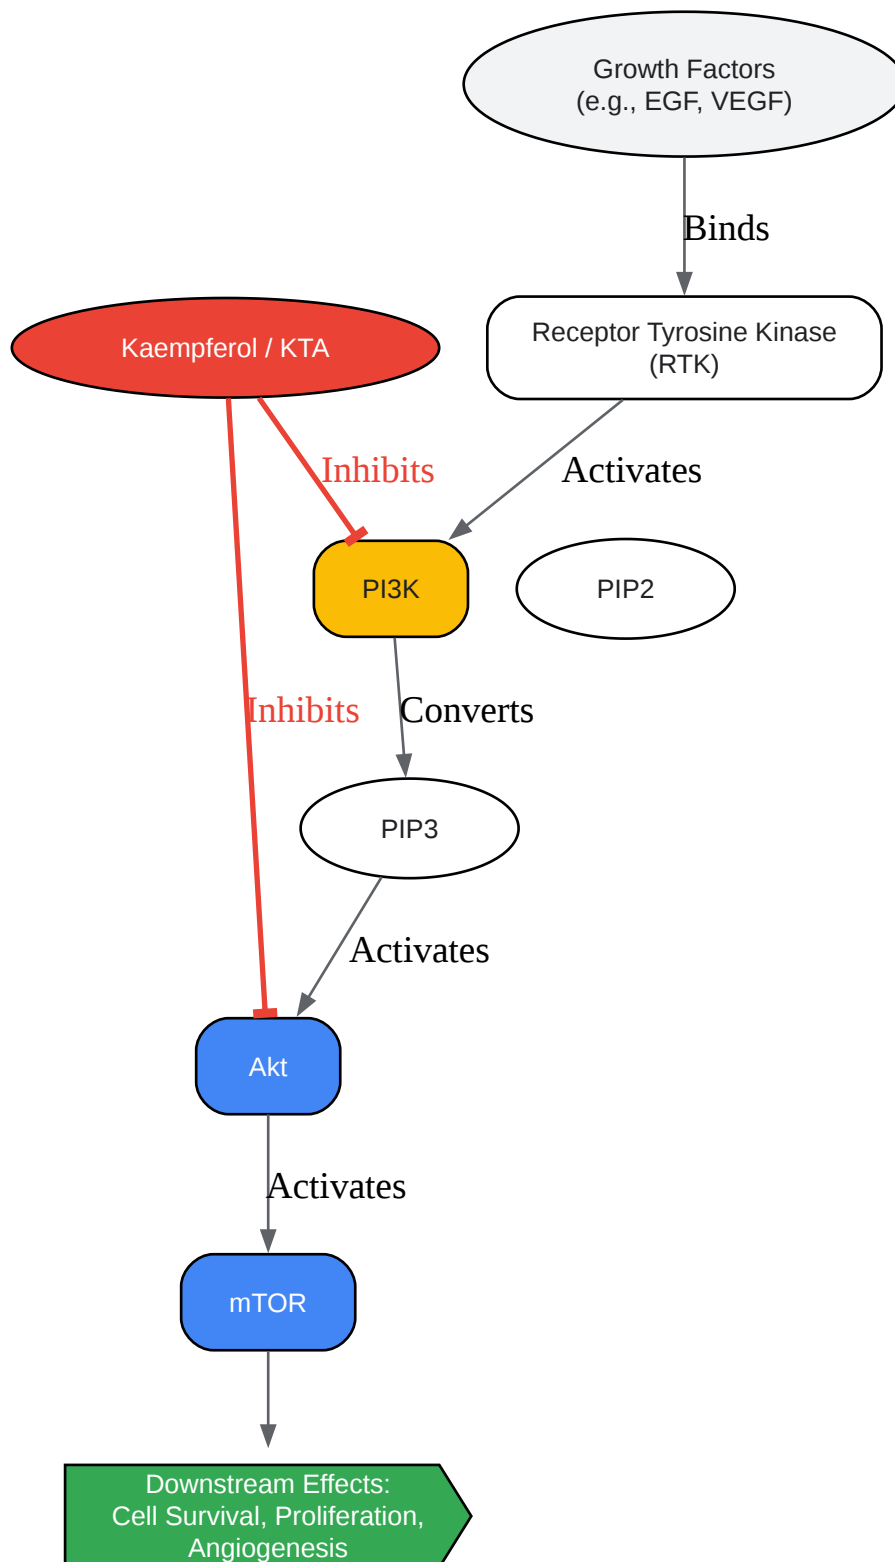 Growth Factors
(e.g., EGF, VEGF)
Binds
Kaempferol / KTA
Receptor Tyrosine Kinase
(RTK)
Inhibits
Activates
PI3K
PIP2
Inhibits
Converts
PIP3
Activates
Akt
Activates
mTOR
Downstream Effects:
Cell Survival, Proliferation,
Angiogenesis